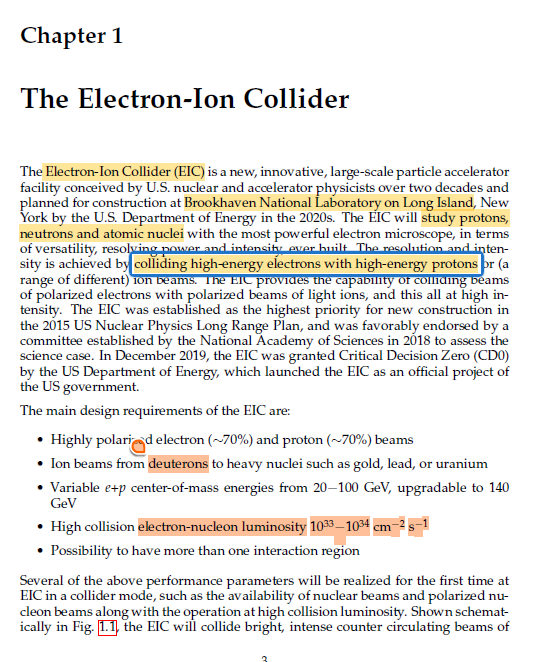 Chapter 1
The Electron-Ion Collider
The Electron-Ion Collider (EIC) is a new, innovative, large-scale particle accelerator
facility conceived by U.S. nuclear and accelerator physicists over two decades and
planned for construction at Brookhaven National Laboratory on Long Island, New
York by the U.S. Department of Energy in the 2020s. The EIC will study protons,
neutrons and atomic nuclei with the most powerful electron microscope, in terms
of versatility, resolving power and intensity, ever built. The resolution and inten-
sity is achieved by colliding high-energy electrons with high-energy protons or (a
range of different) ion beams. The EIC provides the capability of colliding beams
of polarized electrons with polarized beams of light ions, and this all at high in-
tensity. The EIC was established as the highest priority for new construction in
the 2015 US Nuclear Physics Long Range Plan, and was favorably endorsed by a
committee established by the National Academy of Sciences in 2018 to assess the
science case. In December 2019, the EIC was granted Critical Decision Zero (CD0)
by the US Department of Energy, which launched the EIC as an official project of
the US government.
The main design requirements of the EIC are:
• Highly polarized electron (∼70%) and proton (∼70%) beams
• Ion beams from deuterons to heavy nuclei such as gold, lead, or uranium
• Variable e+p center-of-mass energies from 20−100 GeV, upgradable to 140
GeV
• High collision electron-nucleon luminosity 10³³−10³⁴ cm⁻² s⁻¹
• Possibility to have more than one interaction region
Several of the above performance parameters will be realized for the first time at
EIC in a collider mode, such as the availability of nuclear beams and polarized nu-
cleon beams along with the operation at high collision luminosity. Shown schemat-
ically in Fig. 1.1, the EIC will collide bright, intense counter circulating beams of